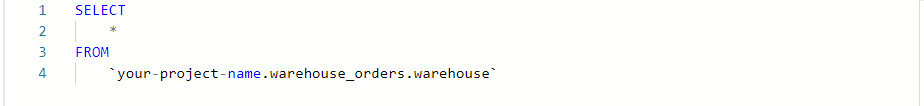 1 SELECT
2 *
3 FROM
4 `your-project-name.warehouse_orders.warehouse`